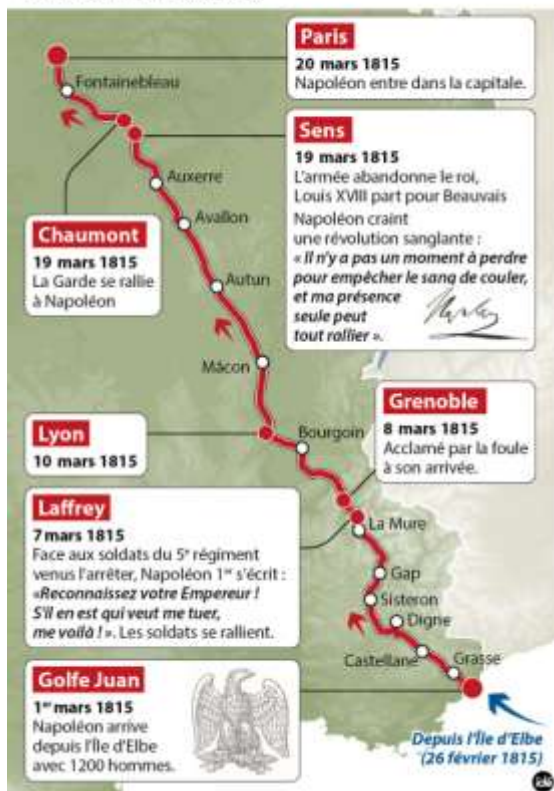 Paris
20 mars 1815
Napoléon entre dans la capitale.
Fontainebleau
Sens
19 mars 1815
L'armée abandonne le roi,
Louis XVIII part pour Beauvais
Napoléon craint
une révolution sanglante :
« Il n'y a pas un moment à perdre
pour empêcher le sang de couler,
et ma présence
seule peut
tout rallier ».
Auxerre
Avallon
Chaumont
19 mars 1815
La Garde se rallie
à Napoléon
Autun
Mâcon
Grenoble
8 mars 1815
Acclamé par la foule
à son arrivée.
Lyon
10 mars 1815
Bourgoin
Laffrey
7 mars 1815
Face aux soldats du 5e régiment
venus l'arrêter, Napoléon 1er s'écrit :
«Reconnaissez votre Empereur !
S'il en est qui veut me tuer,
me voilà !». Les soldats se rallient.
La Mure
Gap
Sisteron
Digne
Castellane
Grasse
Golfe Juan
1er mars 1815
Napoléon arrive
depuis l'Île d'Elbe
avec 1200 hommes.
Depuis l'Île d'Elbe
(26 février 1815)
idé